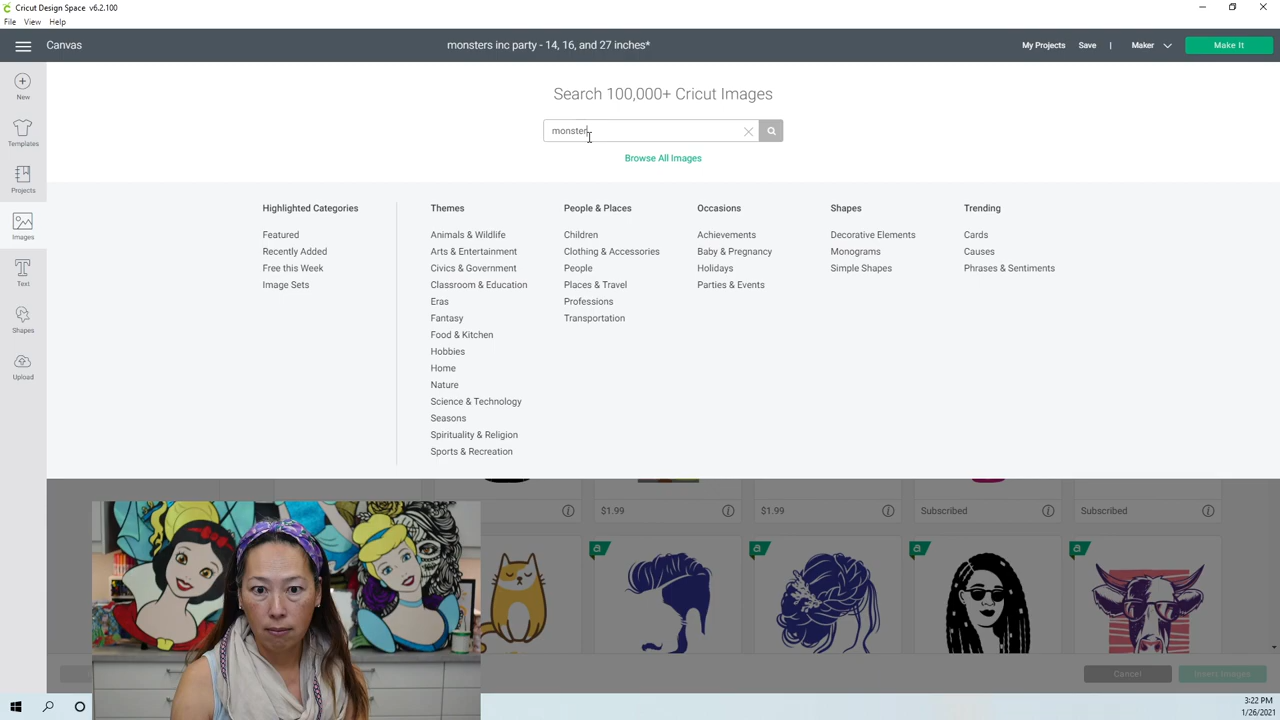 Cricut Design Space v6.2.100
File View Help
Canvas
monsters inc party - 14, 16, and 27 inches*
My Projects Save | Maker Make It
New
Templates
Projects
Images
Text
Shapes
Upload
Search 100,000+ Cricut Images
monster
Browse All Images
Highlighted Categories
Featured
Recently Added
Free this Week
Image Sets
Themes
Animals & Wildlife
Arts & Entertainment
Civics & Government
Classroom & Education
Eras
Fantasy
Food & Kitchen
Hobbies
Home
Nature
Science & Technology
Seasons
Spirituality & Religion
Sports & Recreation
People & Places
Children
Clothing & Accessories
People
Places & Travel
Professions
Transportation
Occasions
Achievements
Baby & Pregnancy
Holidays
Parties & Events
Shapes
Decorative Elements
Monograms
Simple Shapes
Trending
Cards
Causes
Phrases & Sentiments
$1.99
$1.99
Subscribed
Subscribed
a
a
a
a
Cancel
Insert Images
3:22 PM
1/26/2021